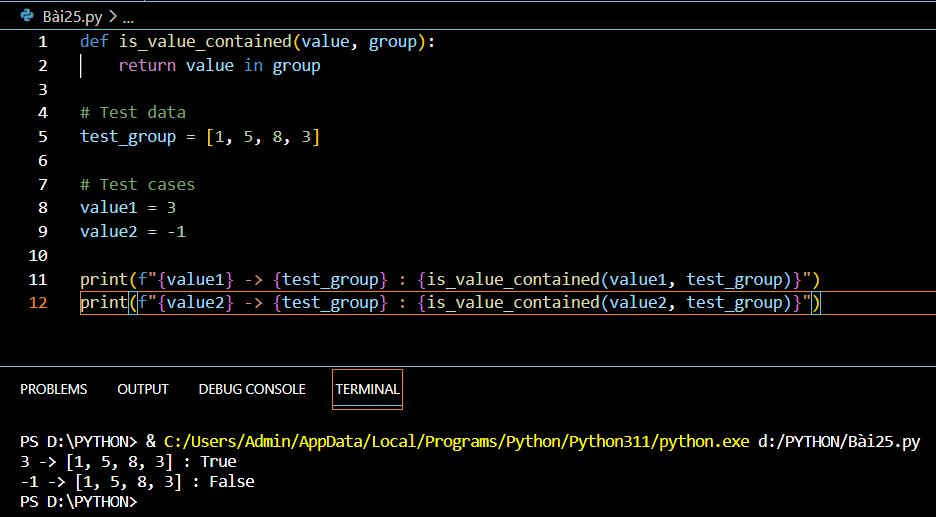 Bài25.py > ...
1 def is_value_contained(value, group):
2     return value in group
3
4 # Test data
5 test_group = [1, 5, 8, 3]
6
7 # Test cases
8 value1 = 3
9 value2 = -1
10
11 print(f"{value1} -> {test_group} : {is_value_contained(value1, test_group)}")
12 print(f"{value2} -> {test_group} : {is_value_contained(value2, test_group)}")
PROBLEMS OUTPUT DEBUG CONSOLE TERMINAL
PS D:\PYTHON> & C:/Users/Admin/AppData/Local/Programs/Python/Python311/python.exe d:/PYTHON/Bài25.py
3 -> [1, 5, 8, 3] : True
-1 -> [1, 5, 8, 3] : False
PS D:\PYTHON>